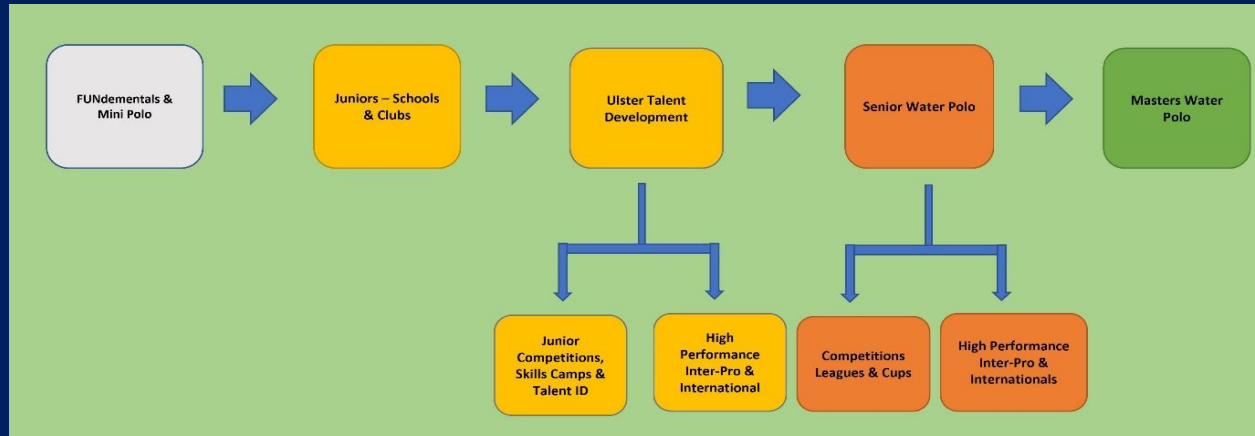 FUNdementals &
Mini Polo
Juniors – Schools
& Clubs
Ulster Talent
Development
Senior Water Polo
Masters Water
Polo
Junior
Competitions,
Skills Camps &
Talent ID
High
Performance
Inter-Pro &
International
Competitions
Leagues & Cups
High Performance
Inter-Pro &
Internationals